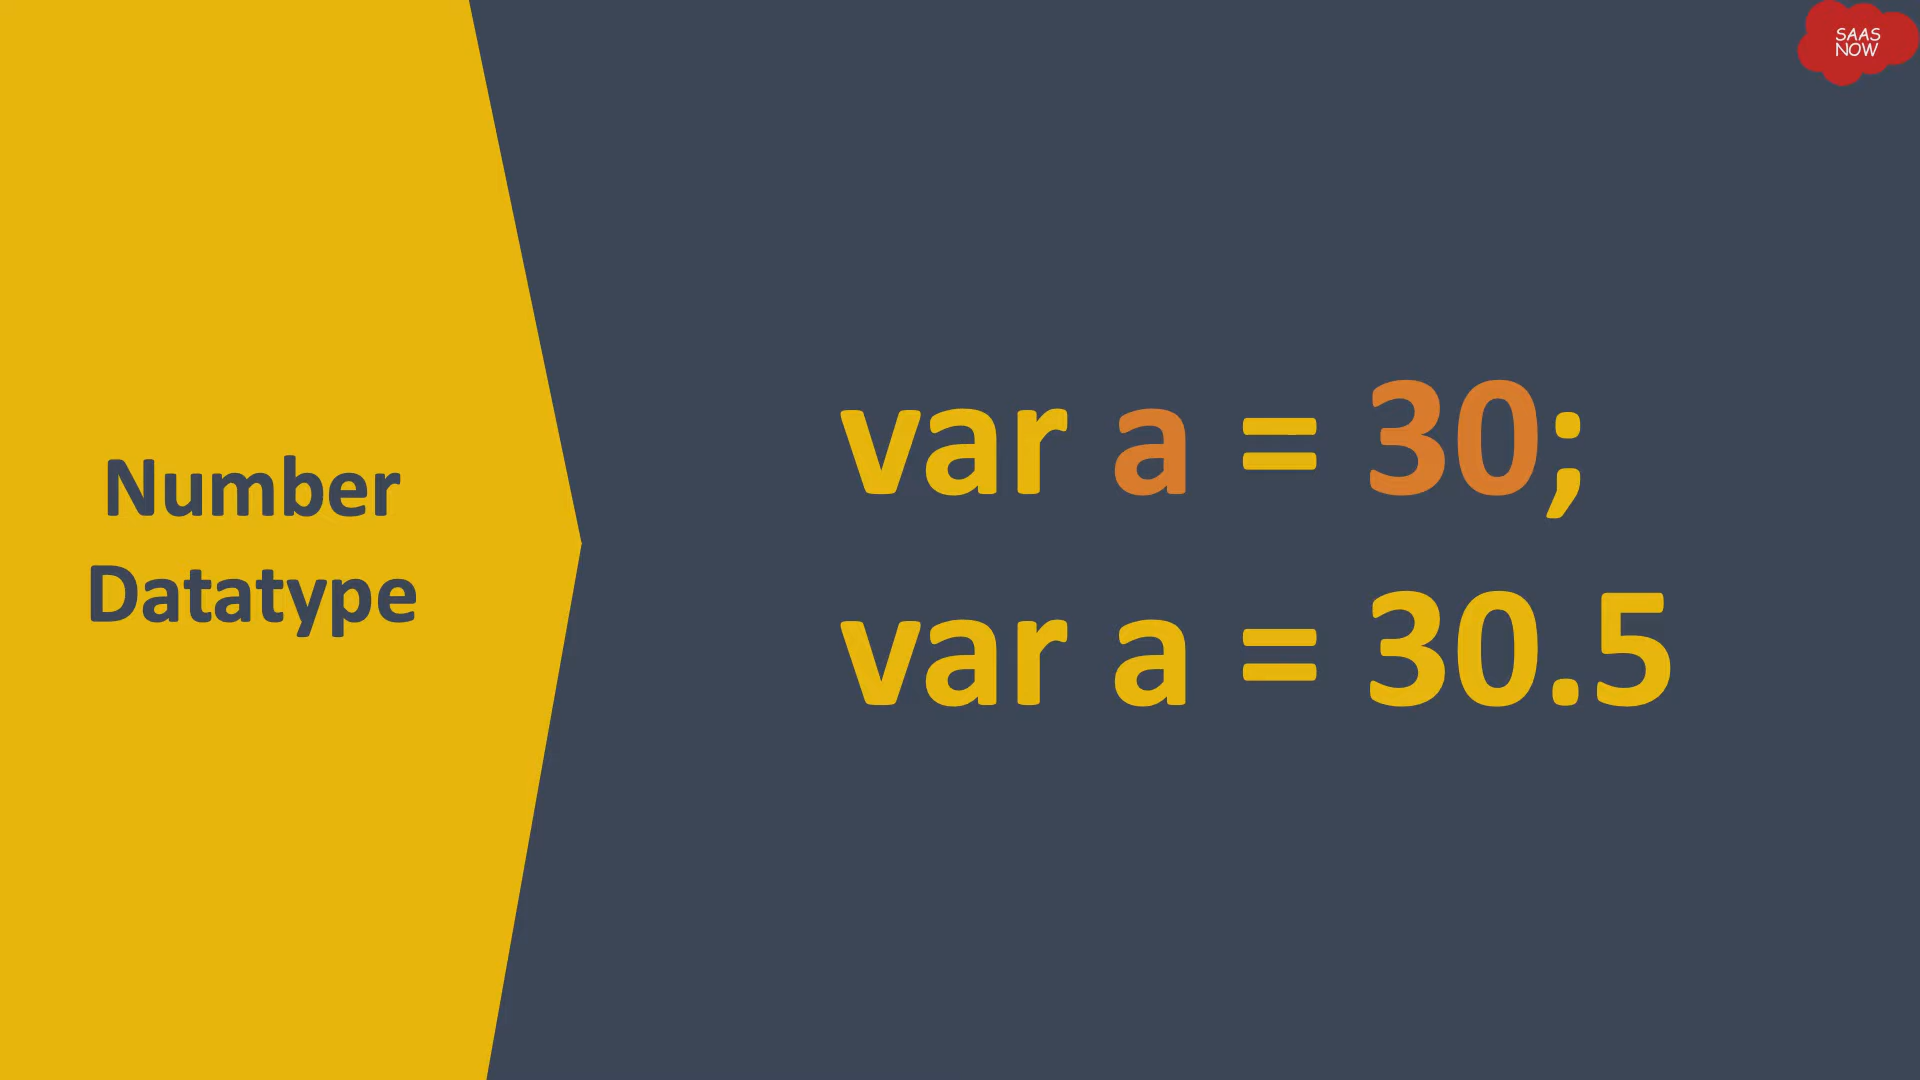 Number
Datatype
var a = 30;
var a = 30.5
SAAS
NOW